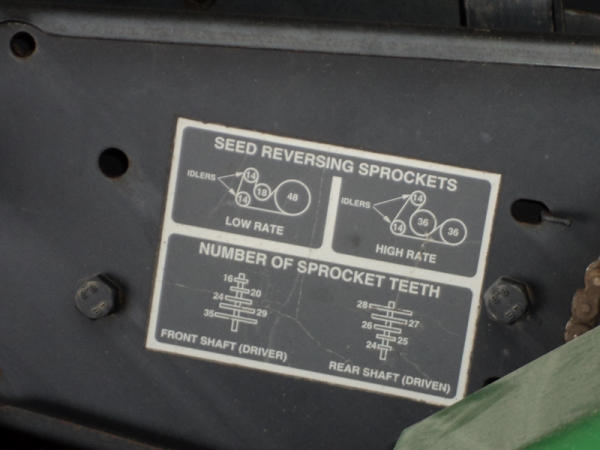 SEED REVERSING SPROCKETS
IDLERS 14 18 48 14
LOW RATE
IDLERS 14 36 36 14
HIGH RATE
NUMBER OF SPROCKET TEETH
16
20
24
29
35
FRONT SHAFT (DRIVER)
28
27
26
25
24
REAR SHAFT (DRIVEN)